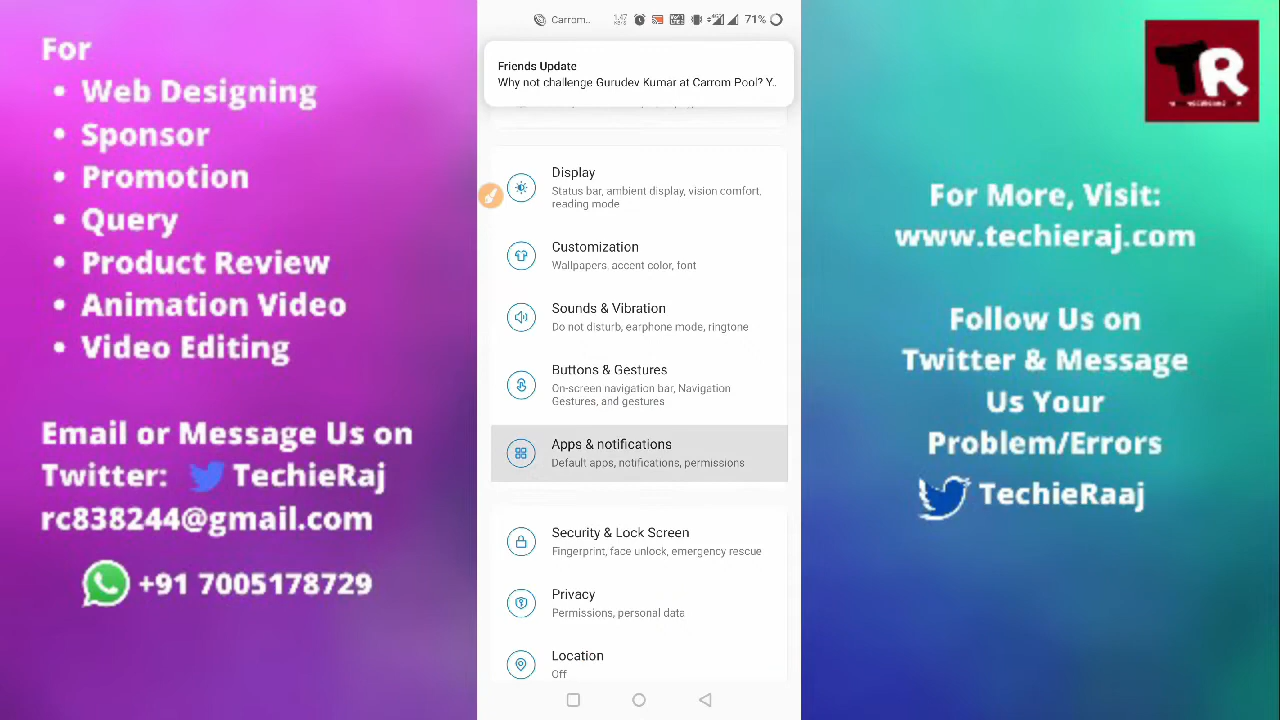 For
• Web Designing
• Sponsor
• Promotion
• Query
• Product Review
• Animation Video
• Video Editing
Email or Message Us on
Twitter: TechieRaj
rc838244@gmail.com
+91 7005178729
Carrom..
71%
Friends Update
Why not challenge Gurudev Kumar at Carrom Pool? Y..
Display
Status bar, ambient display, vision comfort,
reading mode
Customization
Wallpapers, accent color, font
Sounds & Vibration
Do not disturb, earphone mode, ringtone
Buttons & Gestures
On-screen navigation bar, Navigation
Gestures, and gestures
Apps & notifications
Default apps, notifications, permissions
Security & Lock Screen
Fingerprint, face unlock, emergency rescue
Privacy
Permissions, personal data
Location
Off
TR
For More, Visit:
www.techieraj.com
Follow Us on
Twitter & Message
Us Your
Problem/Errors
TechieRaaj